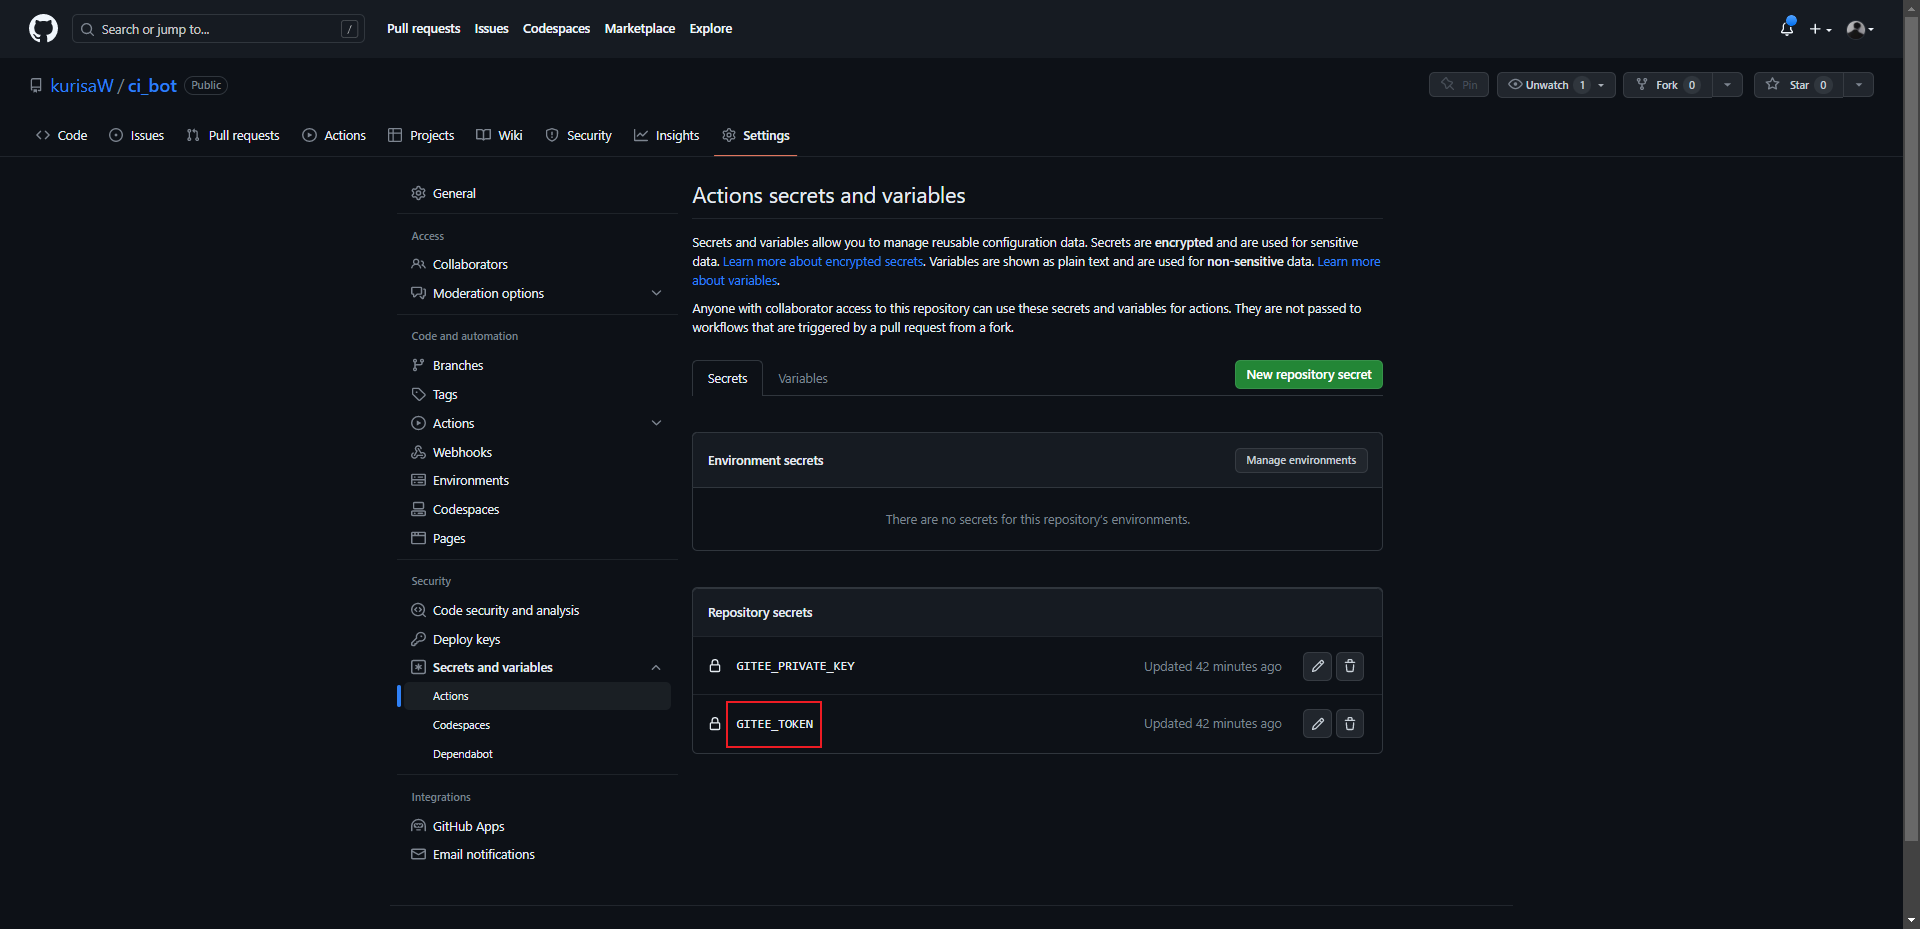 Search or jump to... /
Pull requests Issues Codespaces Marketplace Explore
kurisaW / ci_bot Public
Pin Unwatch 1 Fork 0 Star 0
Code Issues Pull requests Actions Projects Wiki Security Insights Settings
General
Access
Collaborators
Moderation options
Code and automation
Branches
Tags
Actions
Webhooks
Environments
Codespaces
Pages
Security
Code security and analysis
Deploy keys
Secrets and variables
Actions
Codespaces
Dependabot
Integrations
GitHub Apps
Email notifications
Actions secrets and variables
Secrets and variables allow you to manage reusable configuration data. Secrets are encrypted and are used for sensitive
data. Learn more about encrypted secrets. Variables are shown as plain text and are used for non-sensitive data. Learn more
about variables.
Anyone with collaborator access to this repository can use these secrets and variables for actions. They are not passed to
workflows that are triggered by a pull request from a fork.
Secrets Variables New repository secret
Environment secrets Manage environments
There are no secrets for this repository's environments.
Repository secrets
GITEE_PRIVATE_KEY Updated 42 minutes ago
GITEE_TOKEN Updated 42 minutes ago